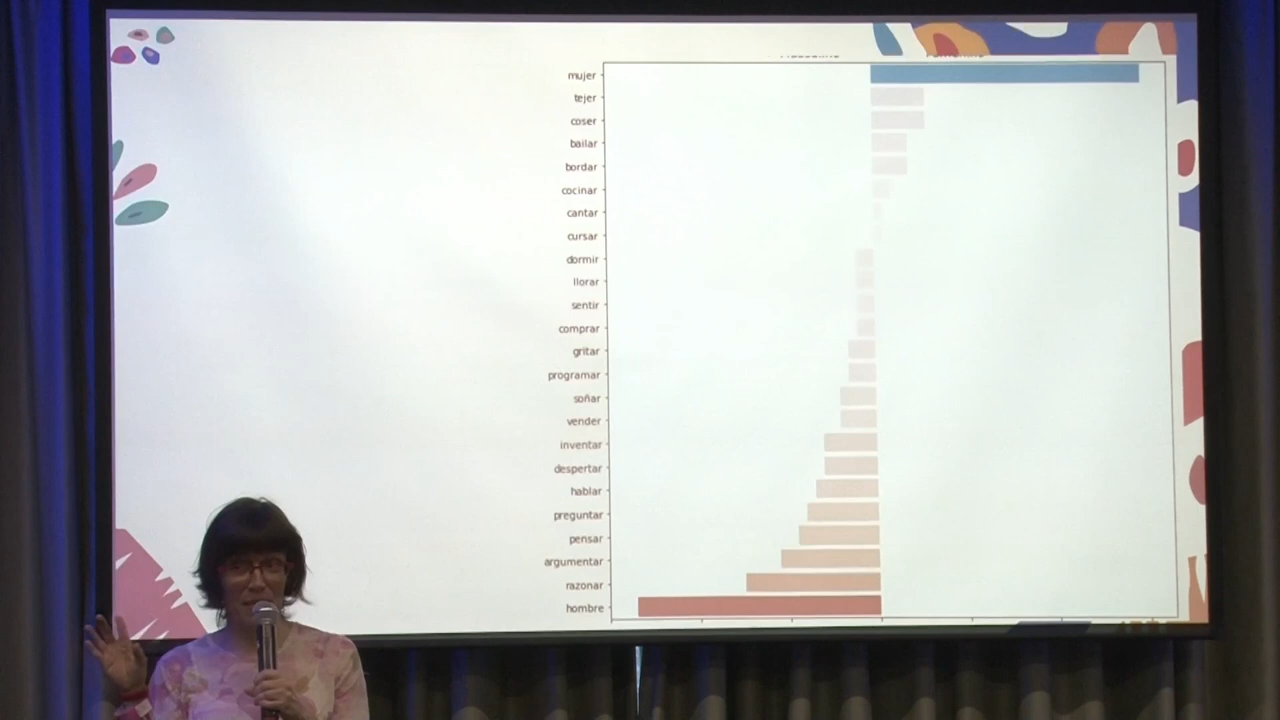 mujer
tejer
coser
bailar
bordar
cocinar
cantar
cursar
dormir
llorar
sentir
comprar
gritar
programar
soñar
vender
inventar
despertar
hablar
preguntar
pensar
argumentar
razonar
hombre